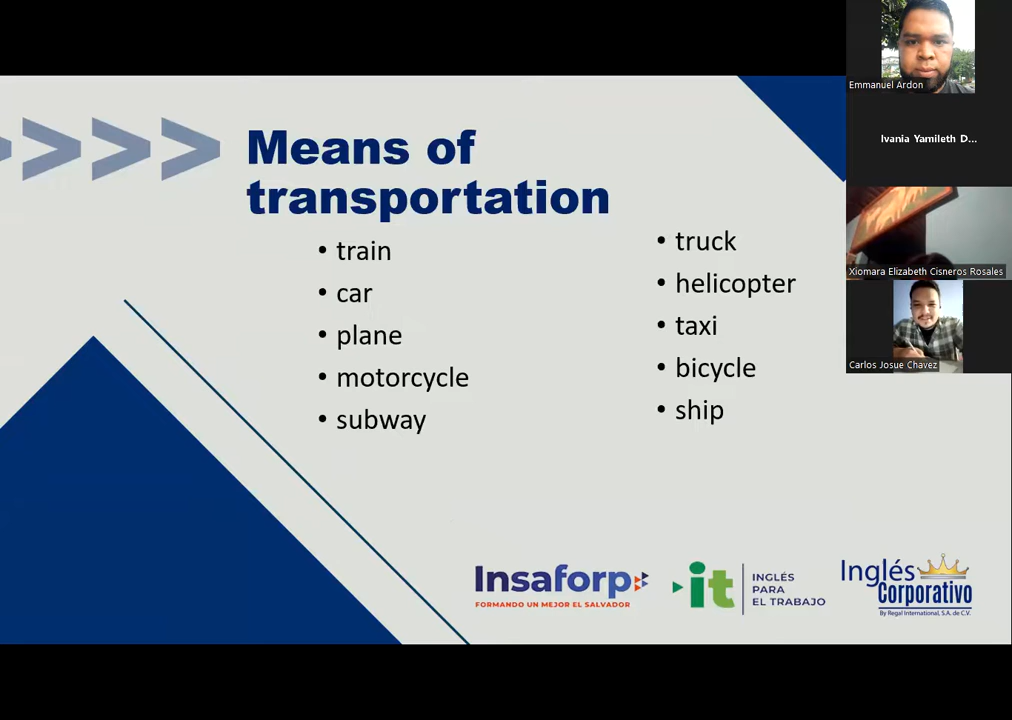 Means of
transportation
• train
• car
• plane
• motorcycle
• subway
• truck
• helicopter
• taxi
• bicycle
• ship
Insaforp
FORMANDO UN MEJOR EL SALVADOR
it
INGLÉS
PARA
EL TRABAJO
Inglés
Corporativo
By Regal International, S.A. de C.V.
Emmanuel Ardon
Ivania Yamileth D...
Xiomara Elizabeth Cisneros Rosales
Carlos Josue Chavez